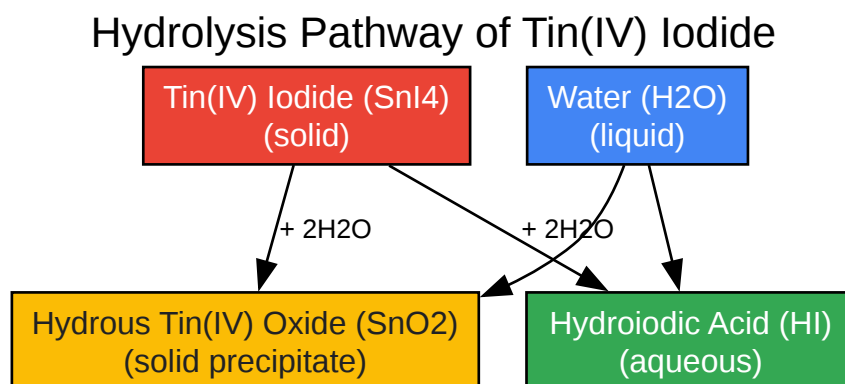 Hydrolysis Pathway of Tin(IV) Iodide
Tin(IV) Iodide (SnI4)
(solid)
Water (H2O)
(liquid)
+ 2H2O
+ 2H2O
Hydrous Tin(IV) Oxide (SnO2)
(solid precipitate)
Hydroiodic Acid (HI)
(aqueous)